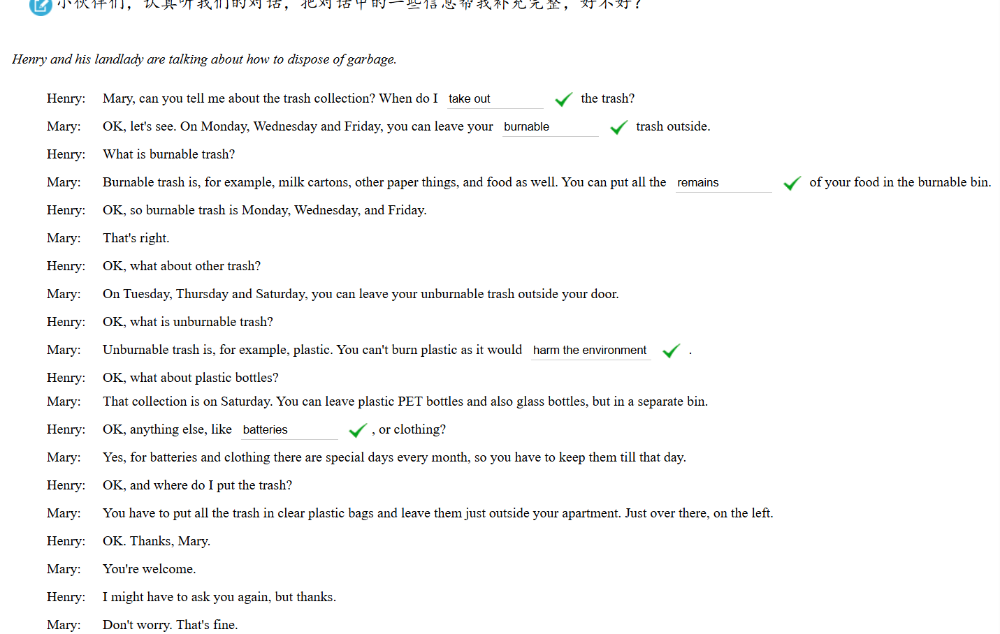 小伙伴们，认真听我们的对话，把对话中的一些信息帮我补充完整，好不好？
Henry and his landlady are talking about how to dispose of garbage.
Henry: Mary, can you tell me about the trash collection? When do I take out the trash?
Mary: OK, let's see. On Monday, Wednesday and Friday, you can leave your burnable trash outside.
Henry: What is burnable trash?
Mary: Burnable trash is, for example, milk cartons, other paper things, and food as well. You can put all the remains of your food in the burnable bin.
Henry: OK, so burnable trash is Monday, Wednesday, and Friday.
Mary: That's right.
Henry: OK, what about other trash?
Mary: On Tuesday, Thursday and Saturday, you can leave your unburnable trash outside your door.
Henry: OK, what is unburnable trash?
Mary: Unburnable trash is, for example, plastic. You can't burn plastic as it would harm the environment .
Henry: OK, what about plastic bottles?
Mary: That collection is on Saturday. You can leave plastic PET bottles and also glass bottles, but in a separate bin.
Henry: OK, anything else, like batteries , or clothing?
Mary: Yes, for batteries and clothing there are special days every month, so you have to keep them till that day.
Henry: OK, and where do I put the trash?
Mary: You have to put all the trash in clear plastic bags and leave them just outside your apartment. Just over there, on the left.
Henry: OK. Thanks, Mary.
Mary: You're welcome.
Henry: I might have to ask you again, but thanks.
Mary: Don't worry. That's fine.